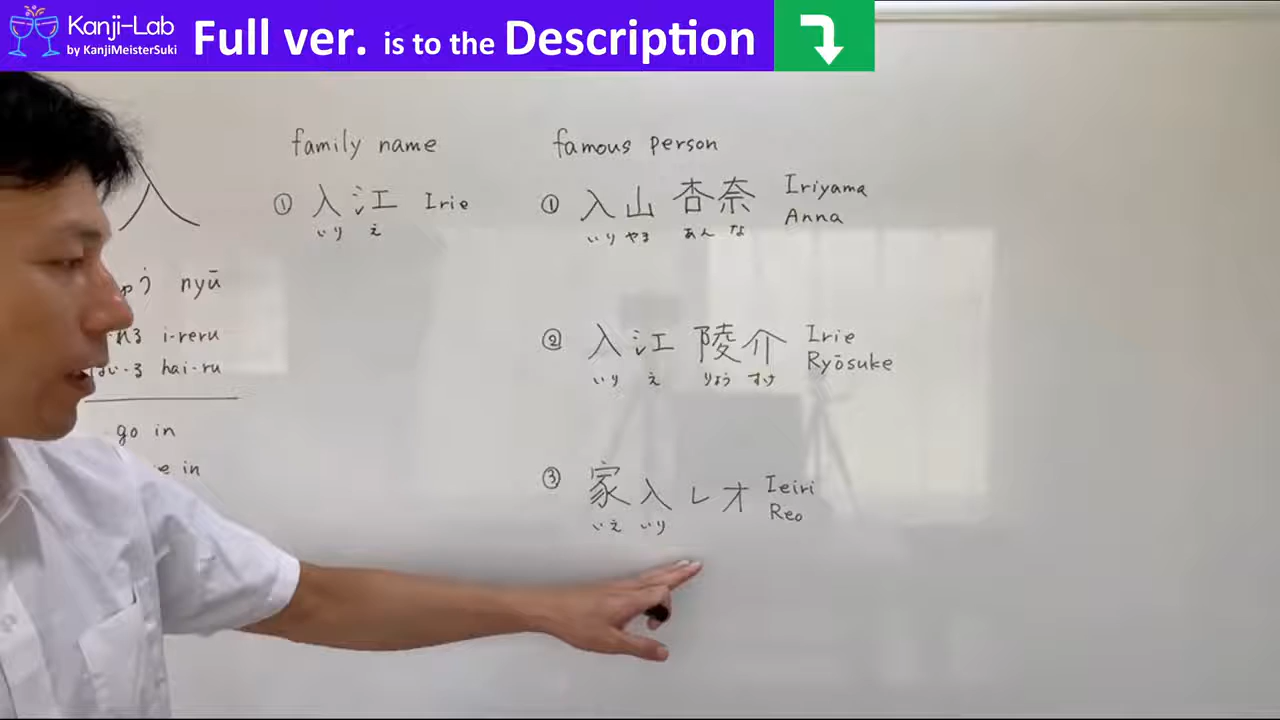 Kanji-Lab
by KanjiMeisterSuki
Full ver. is to the Description
入
ゅう nyū
れる i-reru
はい・る hai-ru
go in
in
family name
① 入江 Irie
いり え
famous person
① 入山 杏奈 Iriyama
Anna
いり やま あん な
② 入江 陵介 Irie
Ryōsuke
いり え りょう すけ
③ 家入 レオ Ieiri
Reo
いえ いり